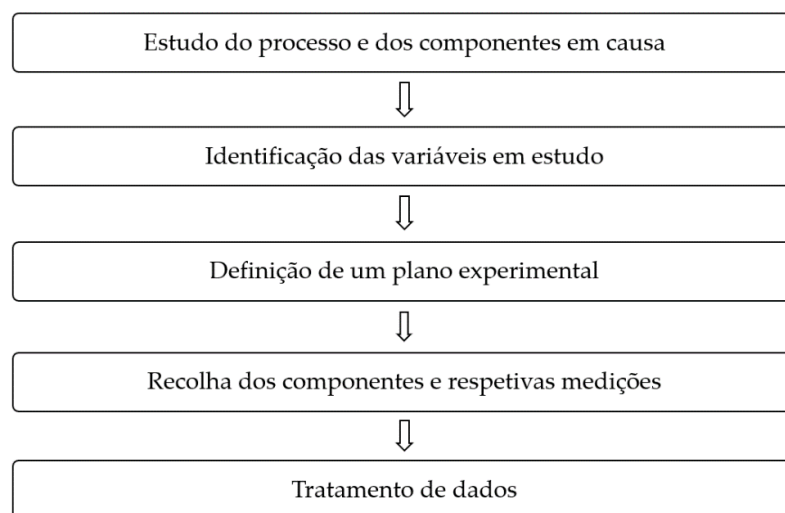 Estudo do processo e dos componentes em causa
Identificação das variáveis em estudo
Definição de um plano experimental
Recolha dos componentes e respetivas medições
Tratamento de dados